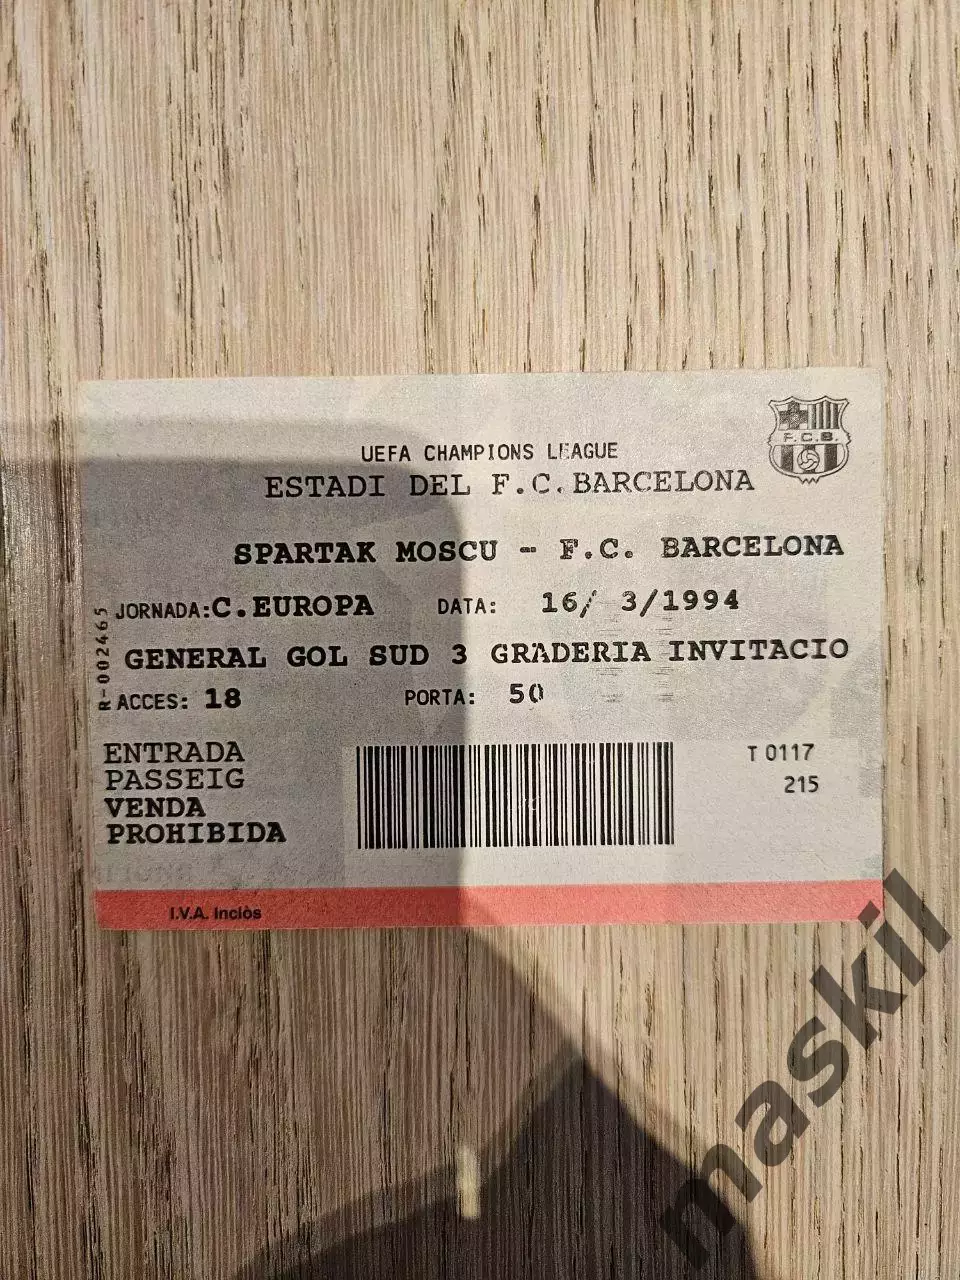 F.C.B.
UEFA CHAMPIONS LEAGUE
ESTADI DEL F.C.BARCELONA
SPARTAK MOSCU - F.C. BARCELONA
JORNADA: C.EUROPA DATA: 16/ 3/1994
GENERAL GOL SUD 3 GRADERIA INVITACIO
ACCES: 18 PORTA: 50
R-002465
ENTRADA
PASSEIG
VENDA
PROHIBIDA
T 0117
215
I.V.A. Inclòs
maskil